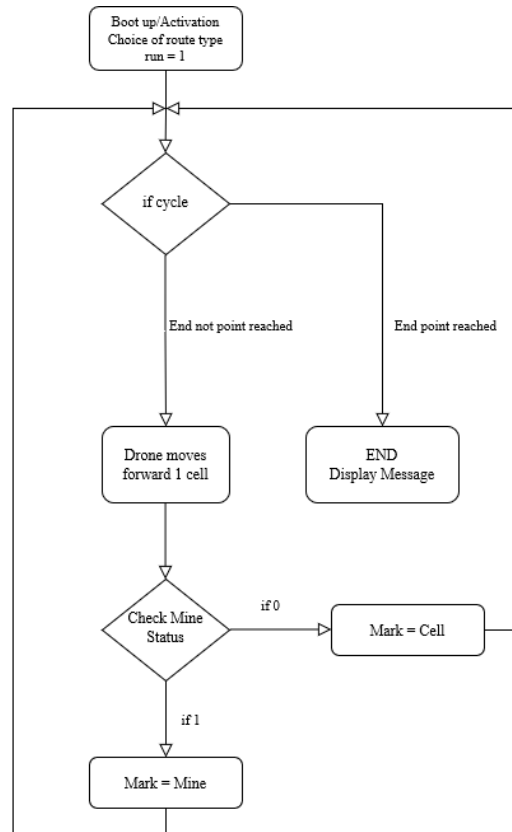 Boot up/Activation
Choice of route type
run = 1
if cycle
End not point reached
End point reached
Drone moves
forward 1 cell
END
Display Message
Check Mine
Status
if 0
Mark = Cell
if 1
Mark = Mine